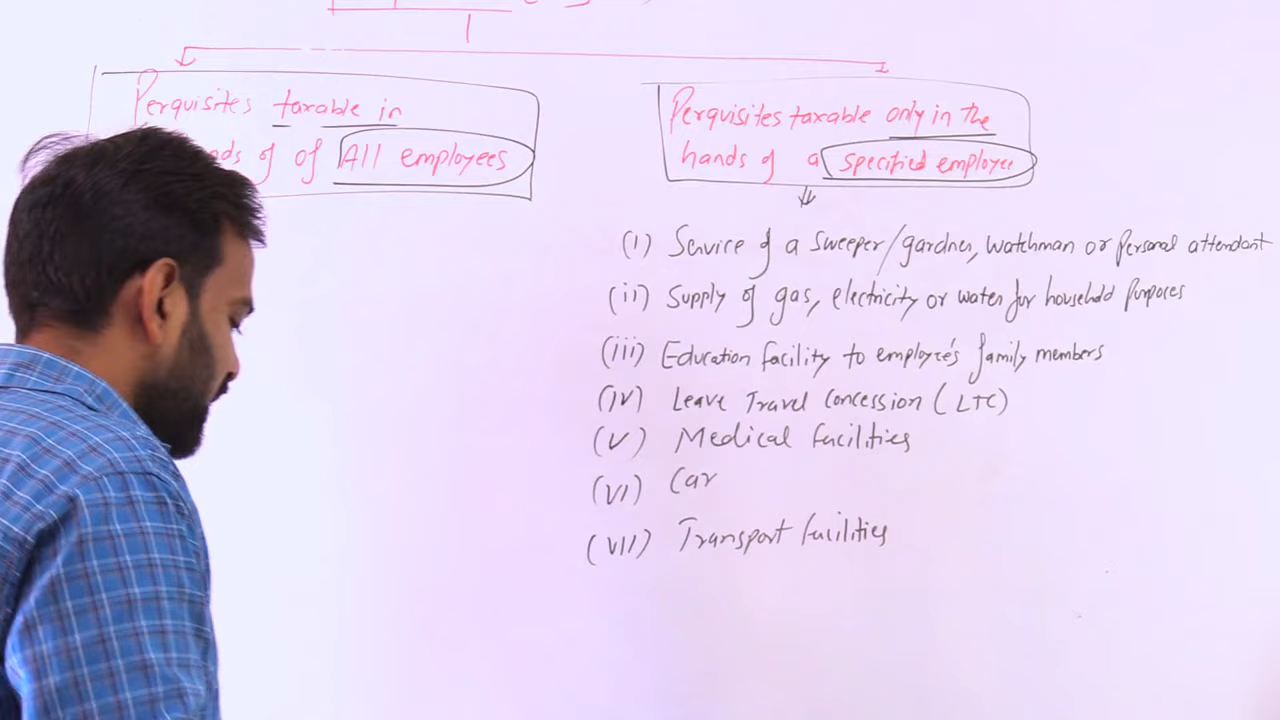 Perquisites taxable in
of of All employees
Perquisites taxable only in the
hands of a specified employee
(i) Service of a sweeper/gardner, watchman or personal attendant
(ii) Supply of gas, electricity or water for household purposes
(iii) Education facility to employee's family members
(iv) Leave Travel Concession (LTC)
(v) Medical facilities
(vi) Car
(vii) Transport facilities